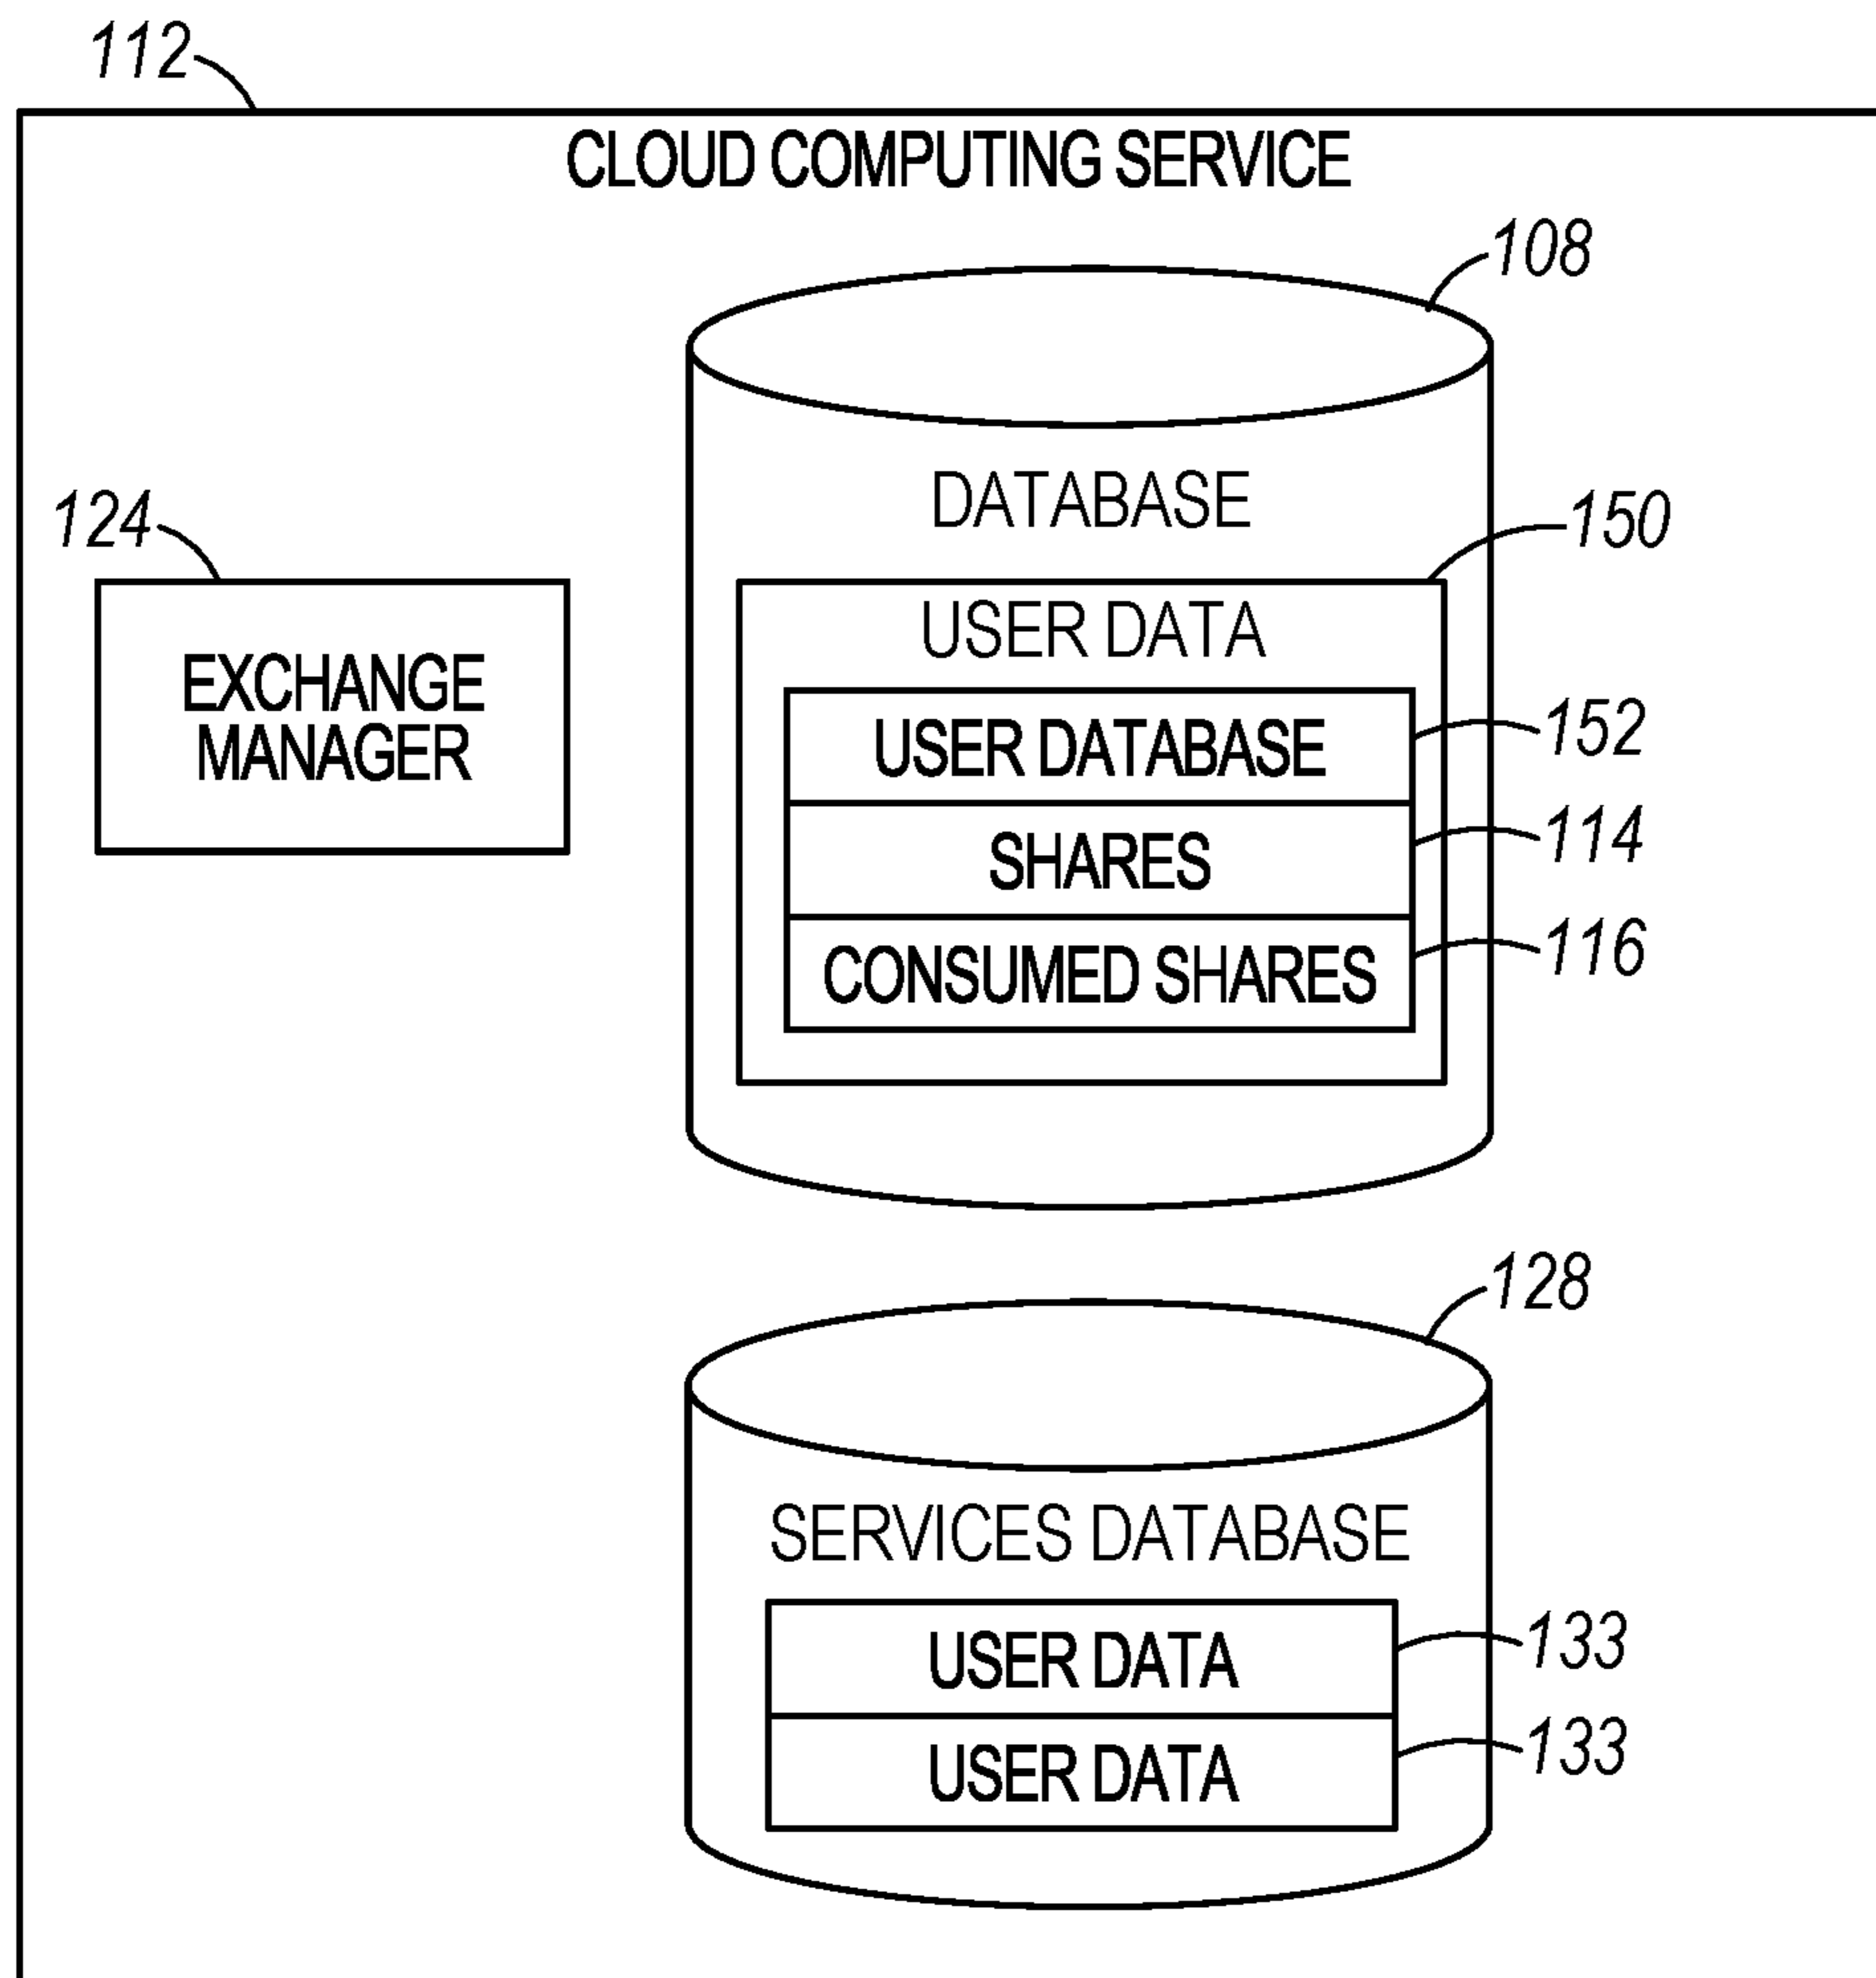 112
CLOUD COMPUTING SERVICE
108
DATABASE
124
150
USER DATA
EXCHANGE
MANAGER
USER DATABASE
152
SHARES
114
CONSUMED SHARES
116
128
SERVICES DATABASE
USER DATA
133
USER DATA
133